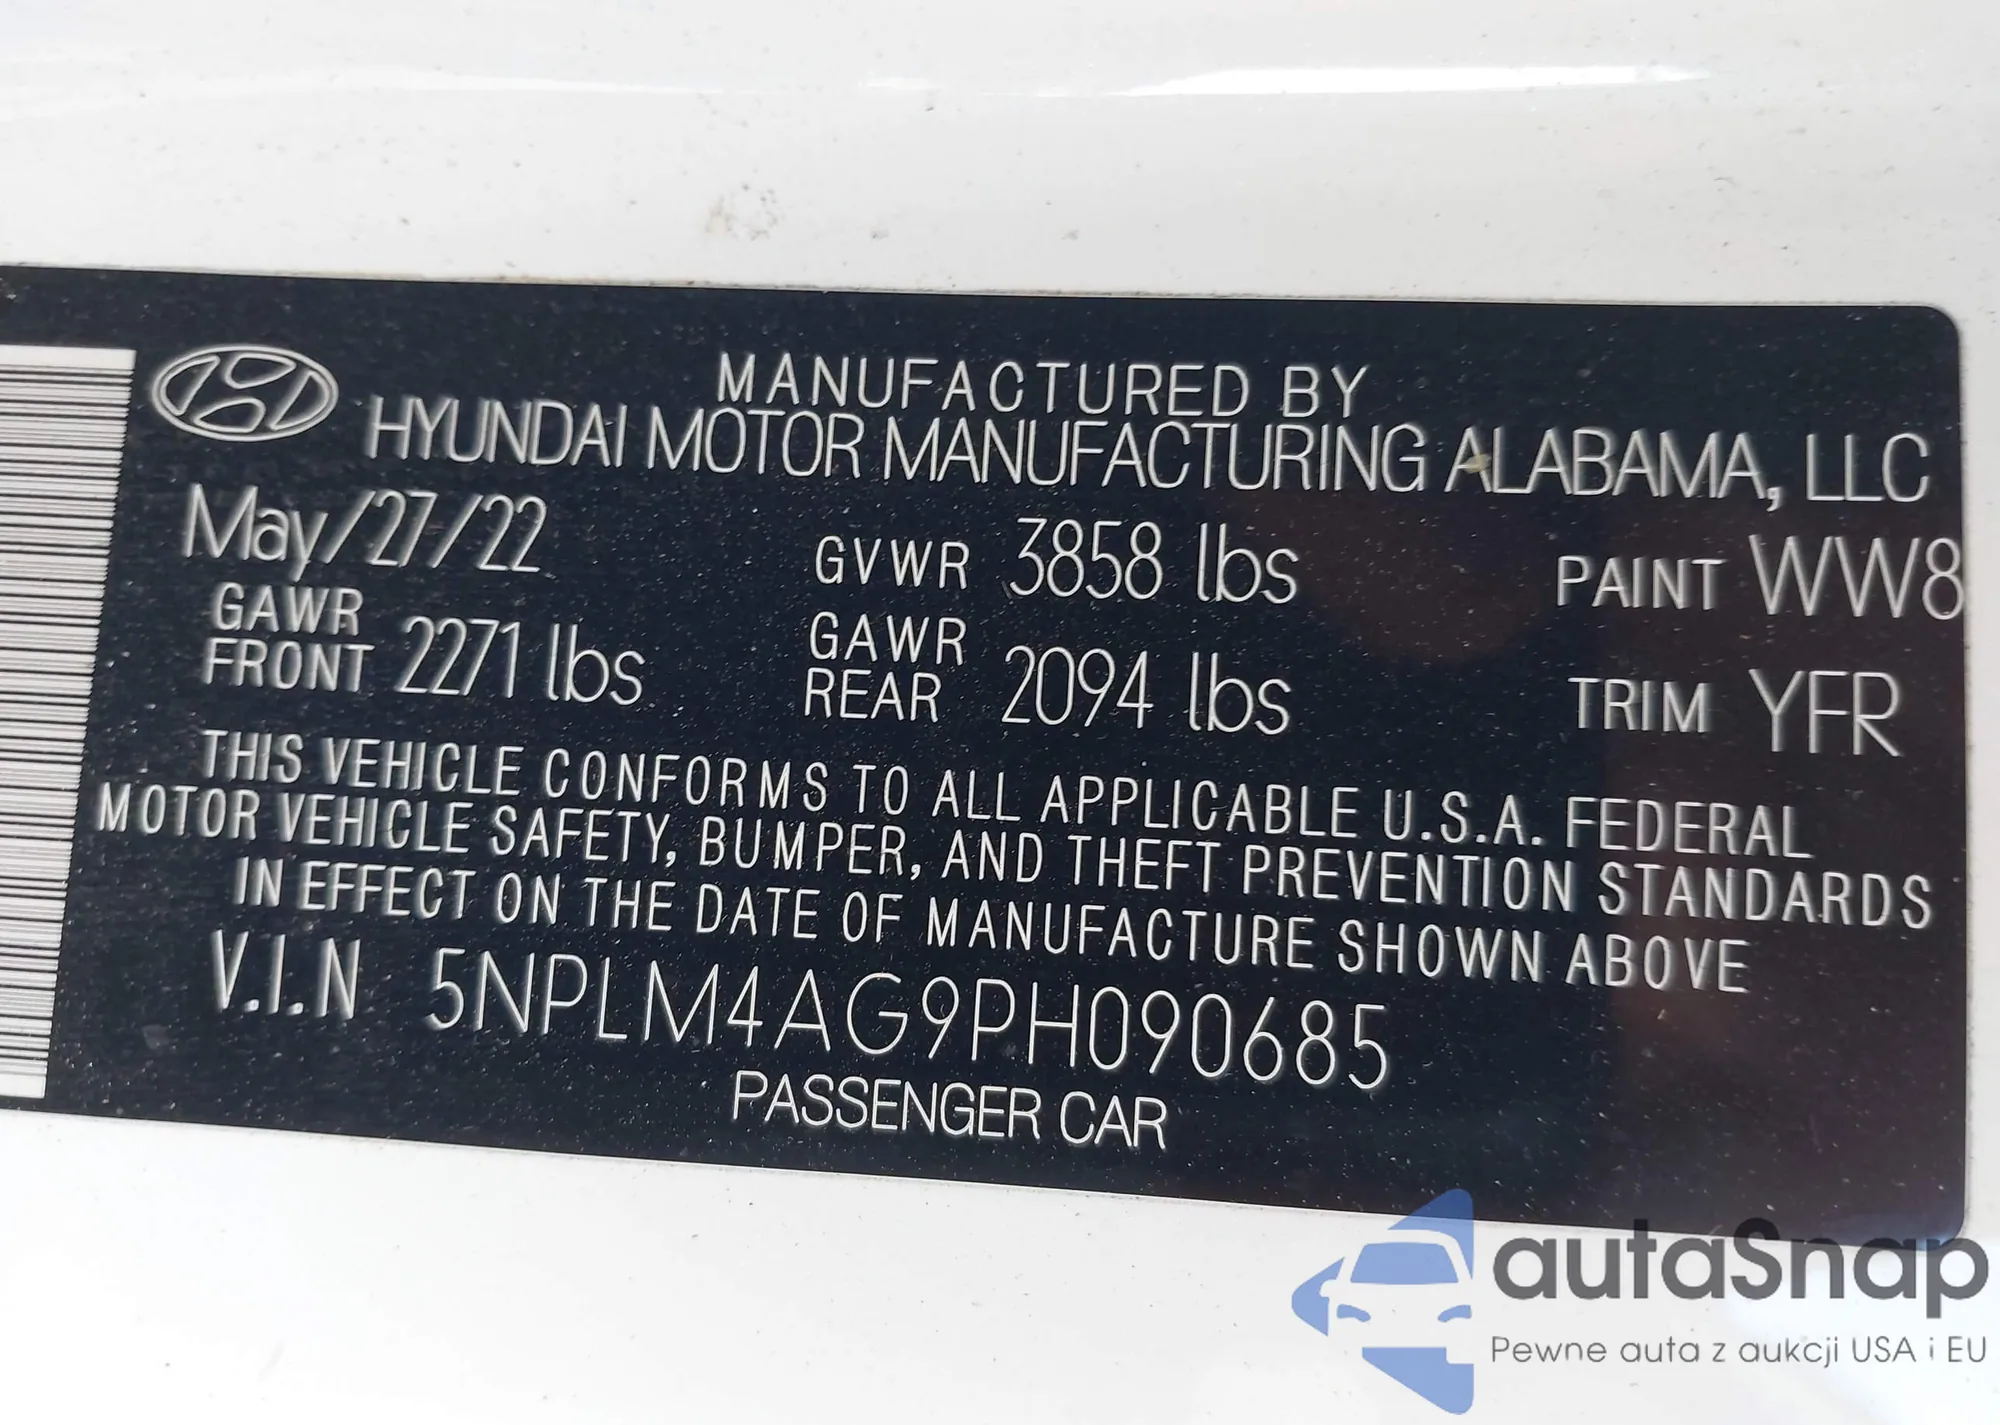 MANUFACTURED BY
HYUNDAI MOTOR MANUFACTURING ALABAMA, LLC
May/27/22 GVWR 3858 lbs PAINT WW8
GAWR FRONT 2271 lbs GAWR REAR 2094 lbs TRIM YFR
THIS VEHICLE CONFORMS TO ALL APPLICABLE U.S.A. FEDERAL
MOTOR VEHICLE SAFETY, BUMPER, AND THEFT PREVENTION STANDARDS
IN EFFECT ON THE DATE OF MANUFACTURE SHOWN ABOVE
V.I.N 5NPLM4AG9PH090685
PASSENGER CAR
autaSnap
Pewne auta z aukcji USA i EU